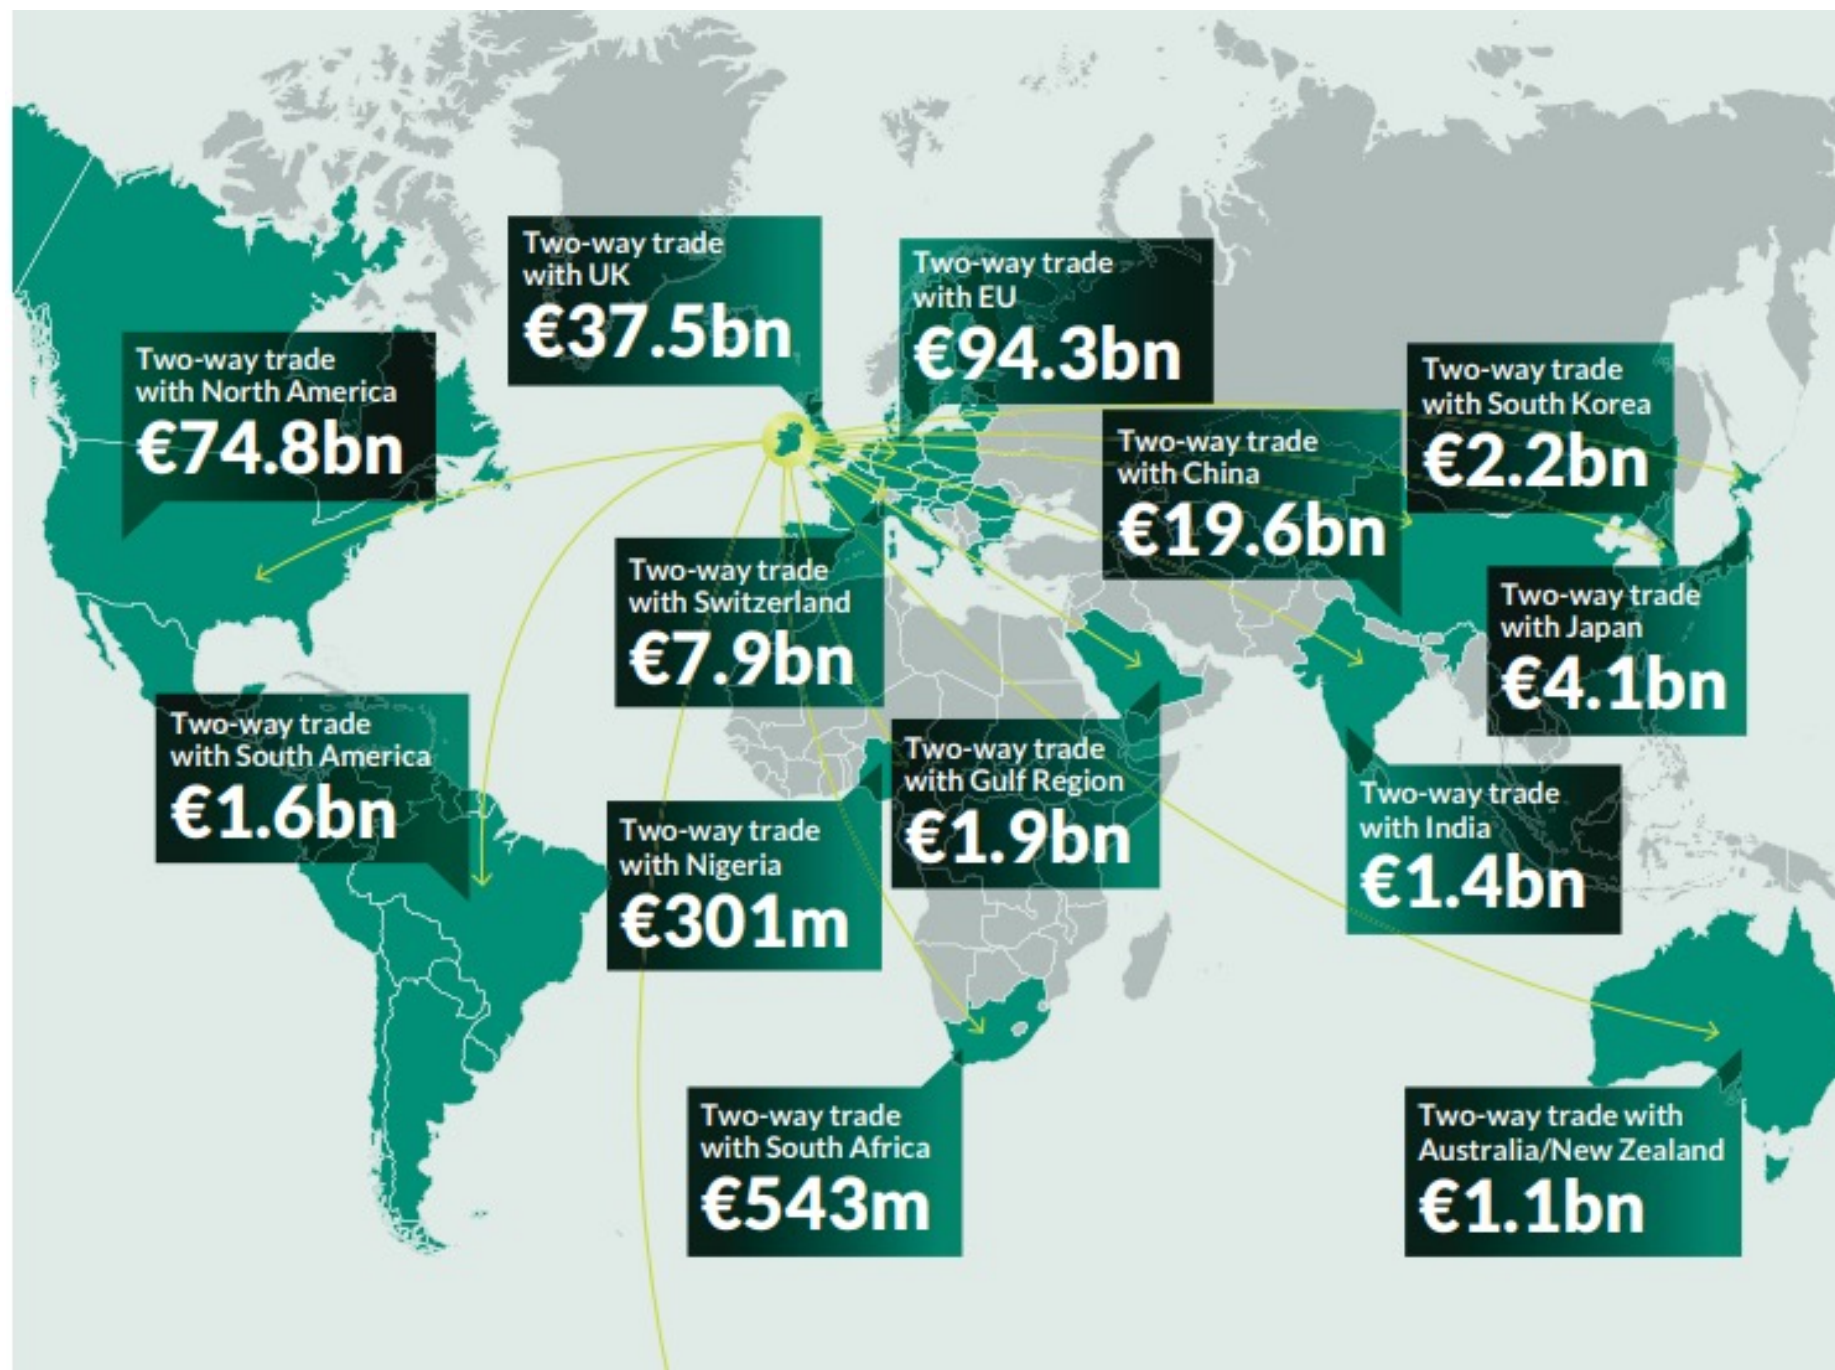 Two-way trade
with UK
€37.5bn
Two-way trade
with EU
€94.3bn
Two-way trade
with North America
€74.8bn
Two-way trade
with South Korea
€2.2bn
Two-way trade
with China
€19.6bn
Two-way trade
with Switzerland
€7.9bn
Two-way trade
with Japan
€4.1bn
Two-way trade
with South America
€1.6bn
Two-way trade
with Gulf Region
€1.9bn
Two-way trade
with India
€1.4bn
Two-way trade
with Nigeria
€301m
Two-way trade
with South Africa
€543m
Two-way trade with
Australia/New Zealand
€1.1bn